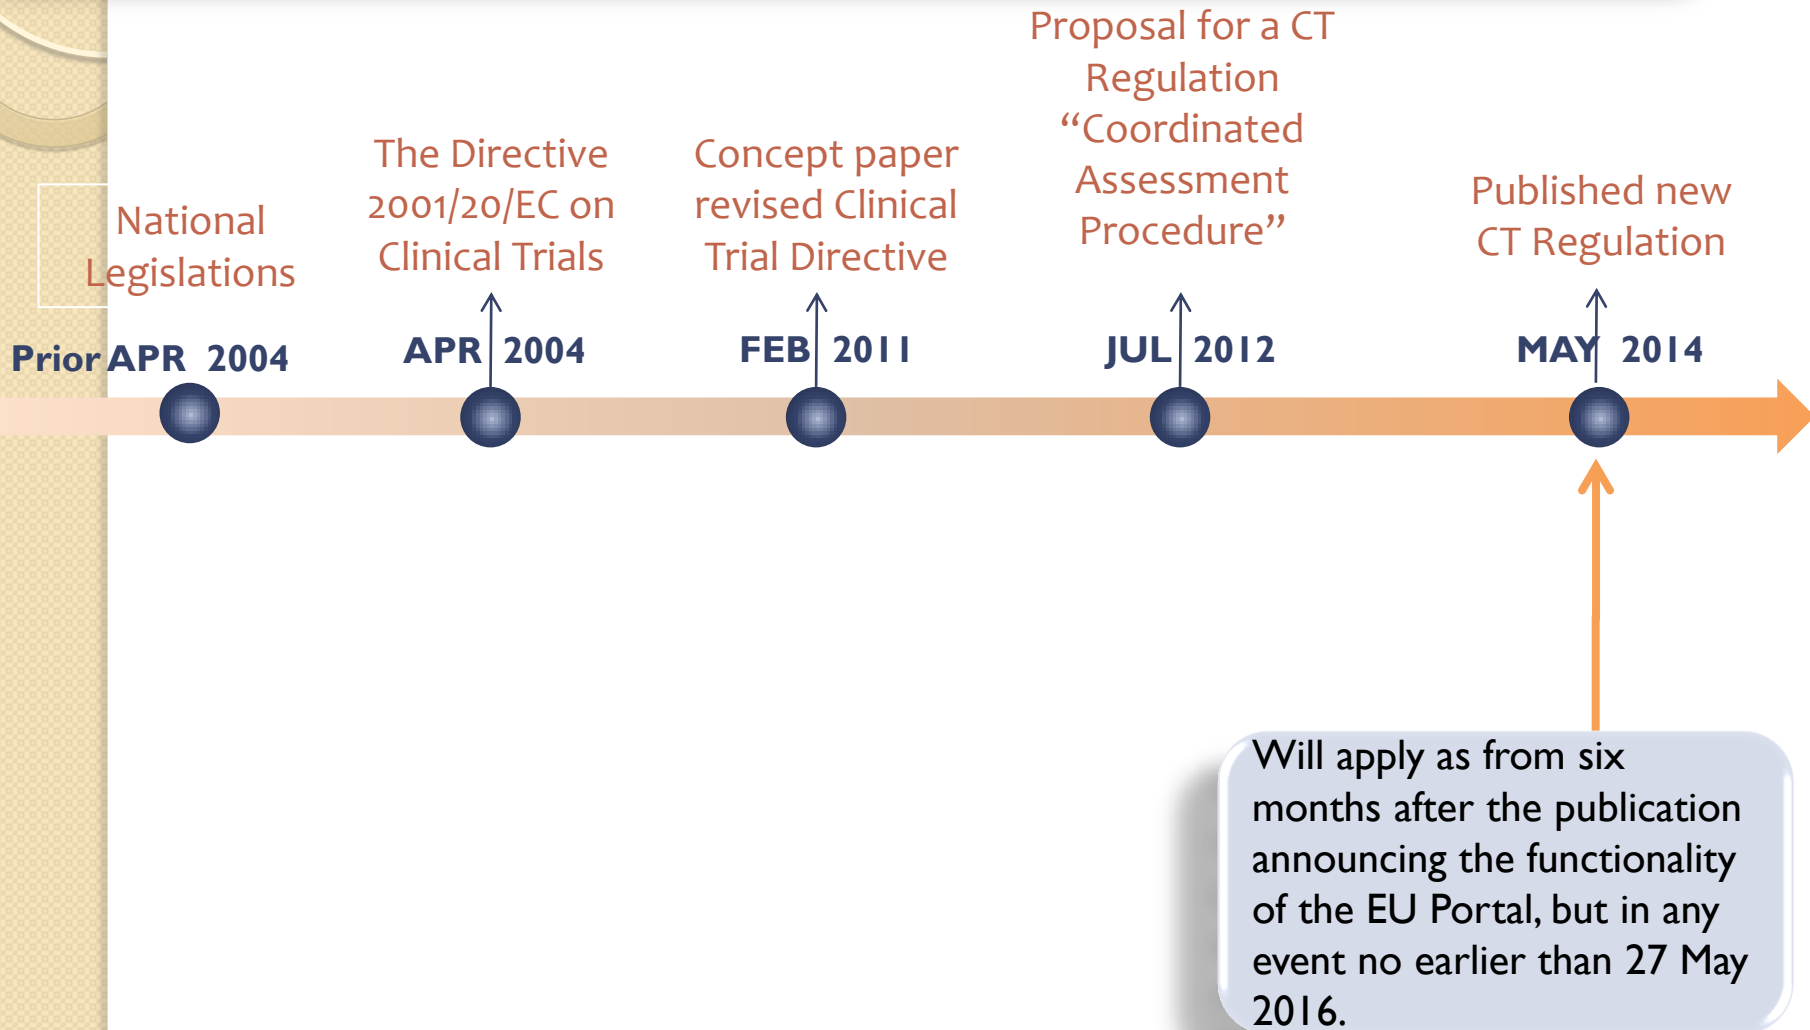 National
Legislations
Prior APR 2004
The Directive
2001/20/EC on
Clinical Trials
APR 2004
Concept paper
revised Clinical
Trial Directive
FEB 2011
Proposal for a CT
Regulation
“Coordinated
Assessment
Procedure”
JUL 2012
Published new
CT Regulation
MAY 2014
Will apply as from six
months after the publication
announcing the functionality
of the EU Portal, but in any
event no earlier than 27 May
2016.